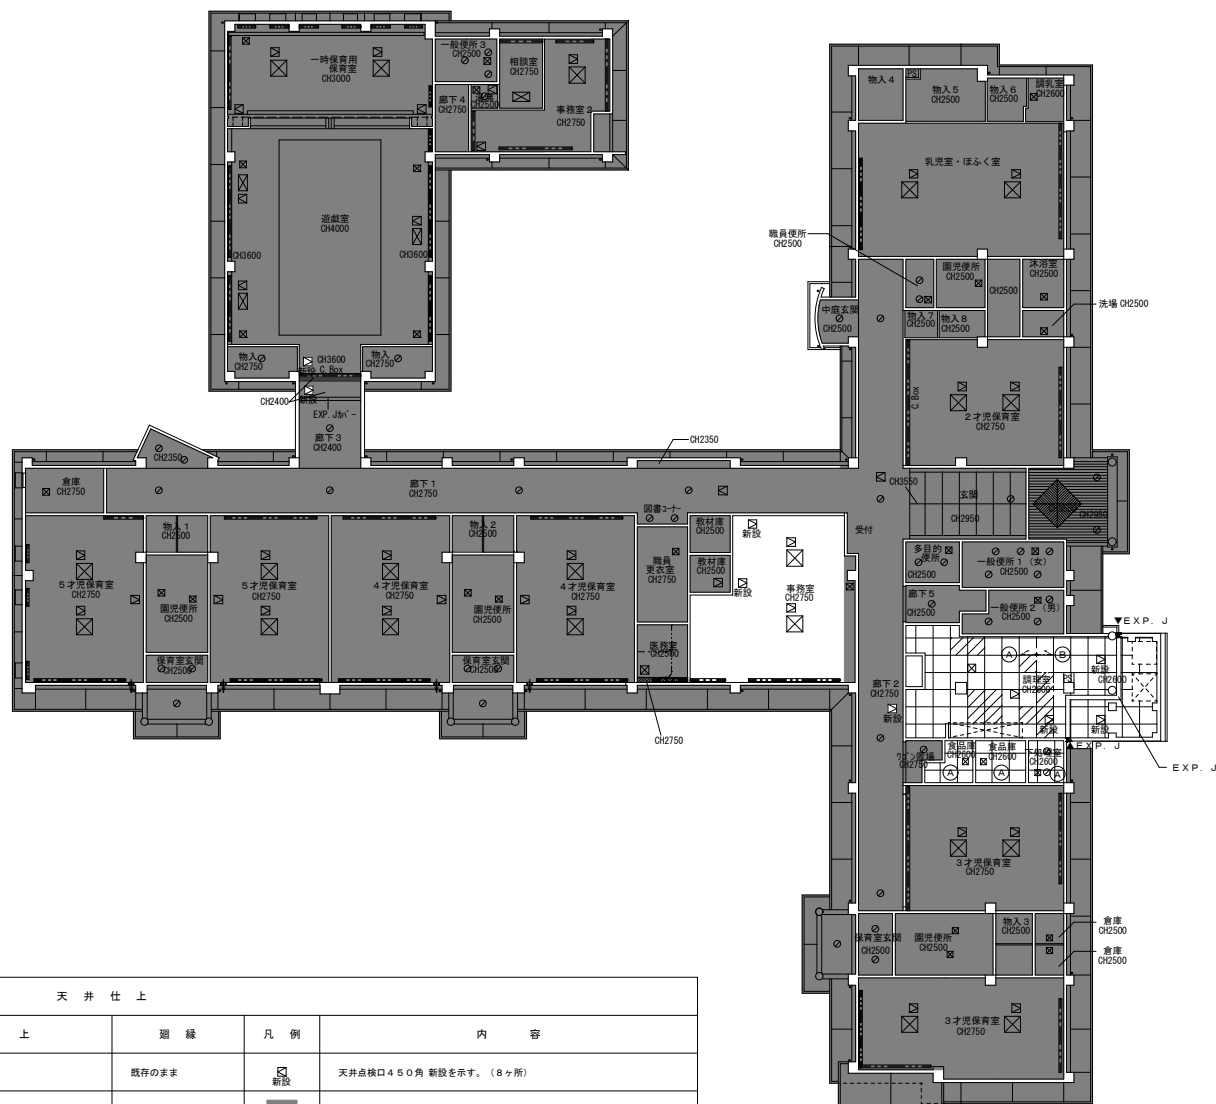 一時保育用
保育室
CH3000
一般便所3
CH2500
相談室
CH2750
廊下4
CH2750
CH2500
事務室2
CH2750
遊戯室
CH4000
CH3600
CH3600
物入
CH2750
CH3600
新設 C.Box
物入
CH2750
CH2400
新設
EXP.Jカバー
廊下3
CH2400
物入4
PS
物入5
CH2500
物入6
CH2500
調乳室
CH2600
乳児室・ほふく室
職員便所
CH2500
園児便所
CH2500
CH2500
沐浴室
CH2500
洗場 CH2500
中庭玄関
CH2500
物入7
CH2500
物入8
CH2500
C.Box
2才児保育室
CH2750
CH2350
CH2350
倉庫
CH2750
廊下1
CH2750
図書コーナー
受付
CH3550
玄関
CH2950
CH2950
物入1
CH2500
物入2
CH2500
教材庫
CH2500
教材庫
CH2500
新設
新設
事務室
CH2750
職員
更衣室
CH2750
5才児保育室
CH2750
園児便所
CH2500
5才児保育室
CH2750
4才児保育室
CH2750
園児便所
CH2500
4才児保育室
CH2750
医務室
CH2500
保育室玄関
CH2500
保育室玄関
CH2500
CH2750
多目的
便所
CH2500
一般便所1(女)
CH2500
廊下5
CH2500
一般便所2(男)
CH2500
▼EXP. J
A
B
調理室
CH2600
PS
新設
CH2600
廊下2
CH2750
新設
新設
新設
▲EXP. J
EXP. J
ワゴン置場
CH2750
食品庫
CH2600
食品庫
CH2600
下処理室
CH2600
A
A
A
3才児保育室
CH2750
保育室玄関
CH2500
園児便所
CH2500
物入3
CH2500
倉庫
CH2500
倉庫
CH2500
3才児保育室
CH2750
天井仕上
上
廻縁
凡例
内容
既存のまま
新設
天井点検口450角 新設を示す。(8ヶ所)